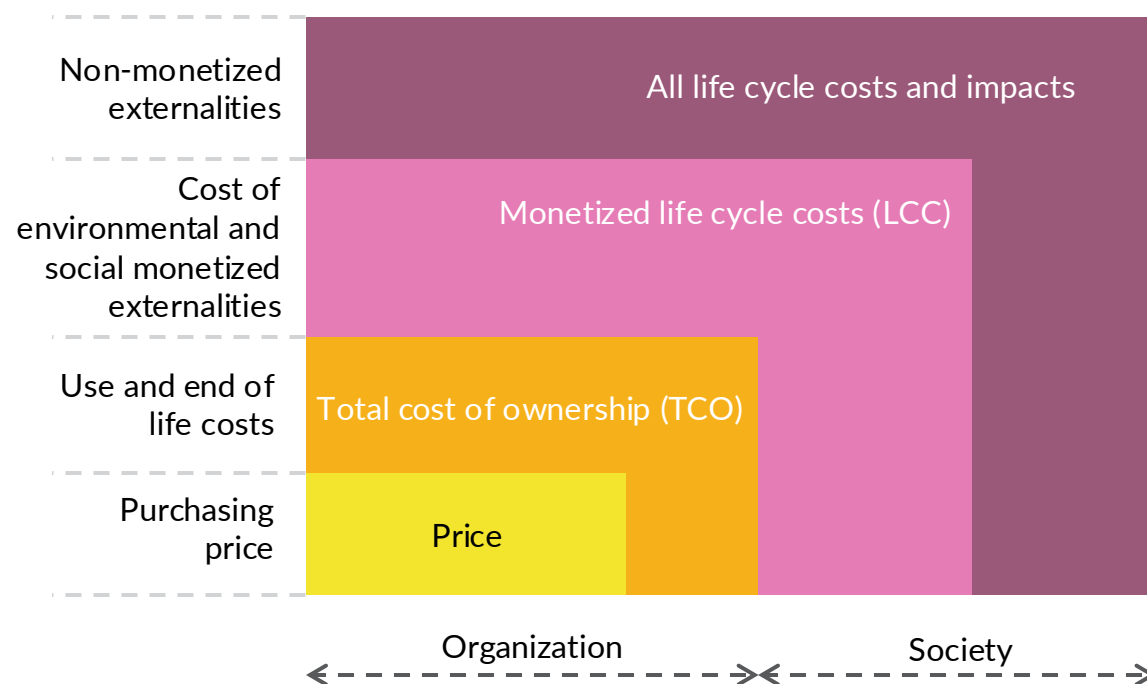 Non-monetized
externalities
All life cycle costs and impacts
Cost of
environmental and
social monetized
externalities
Monetized life cycle costs (LCC)
Use and end of
life costs
Total cost of ownership (TCO)
Purchasing
price
Price
Organization
Society